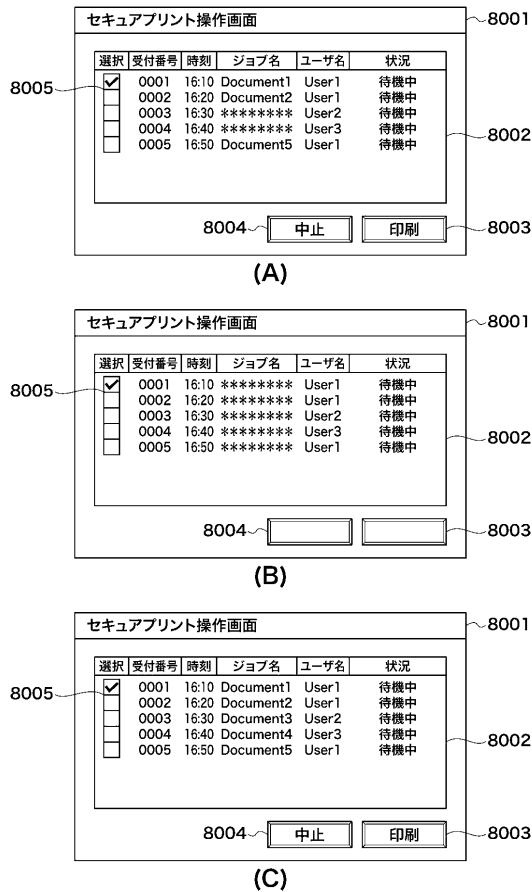 セキュアプリント操作画面 8001
選択 受付番号 時刻 ジョブ名 ユーザ名 状況
8005 0001 16:10 Document1 User1 待機中
0002 16:20 Document2 User1 待機中
0003 16:30 ******** User2 待機中 8002
0004 16:40 ******** User3 待機中
0005 16:50 Document5 User1 待機中
8004 中止 印刷 8003
(A)
セキュアプリント操作画面 8001
選択 受付番号 時刻 ジョブ名 ユーザ名 状況
8005 0001 16:10 ******** User1 待機中
0002 16:20 ******** User1 待機中
0003 16:30 ******** User2 待機中
0004 16:40 ******** User3 待機中 8002
0005 16:50 ******** User1 待機中
8004 8003
(B)
セキュアプリント操作画面 8001
選択 受付番号 時刻 ジョブ名 ユーザ名 状況
8005 0001 16:10 Document1 User1 待機中
0002 16:20 Document2 User1 待機中
0003 16:30 Document3 User2 待機中
0004 16:40 Document4 User3 待機中 8002
0005 16:50 Document5 User1 待機中
8004 中止 印刷 8003
(C)